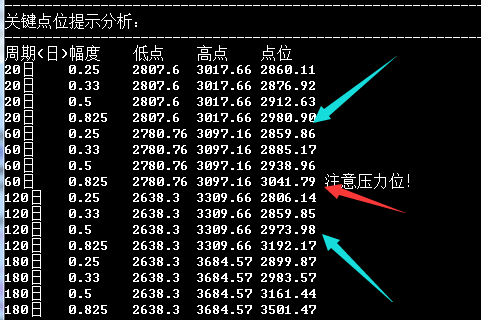 关键点位提示分析:
周期(日)幅度 低点 高点 点位
20日 0.25 2807.6 3017.66 2860.11
20日 0.33 2807.6 3017.66 2876.92
20日 0.5 2807.6 3017.66 2912.63
20日 0.825 2807.6 3017.66 2980.90
60日 0.25 2780.76 3097.16 2859.86
60日 0.33 2780.76 3097.16 2885.17
60日 0.5 2780.76 3097.16 2938.96
60日 0.825 2780.76 3097.16 3041.79 注意压力位!
120日 0.25 2638.3 3309.66 2806.14
120日 0.33 2638.3 3309.66 2859.85
120日 0.5 2638.3 3309.66 2973.98
120日 0.825 2638.3 3309.66 3192.17
180日 0.25 2638.3 3684.57 2899.87
180日 0.33 2638.3 3684.57 2983.57
180日 0.5 2638.3 3684.57 3161.44
180日 0.825 2638.3 3684.57 3501.47